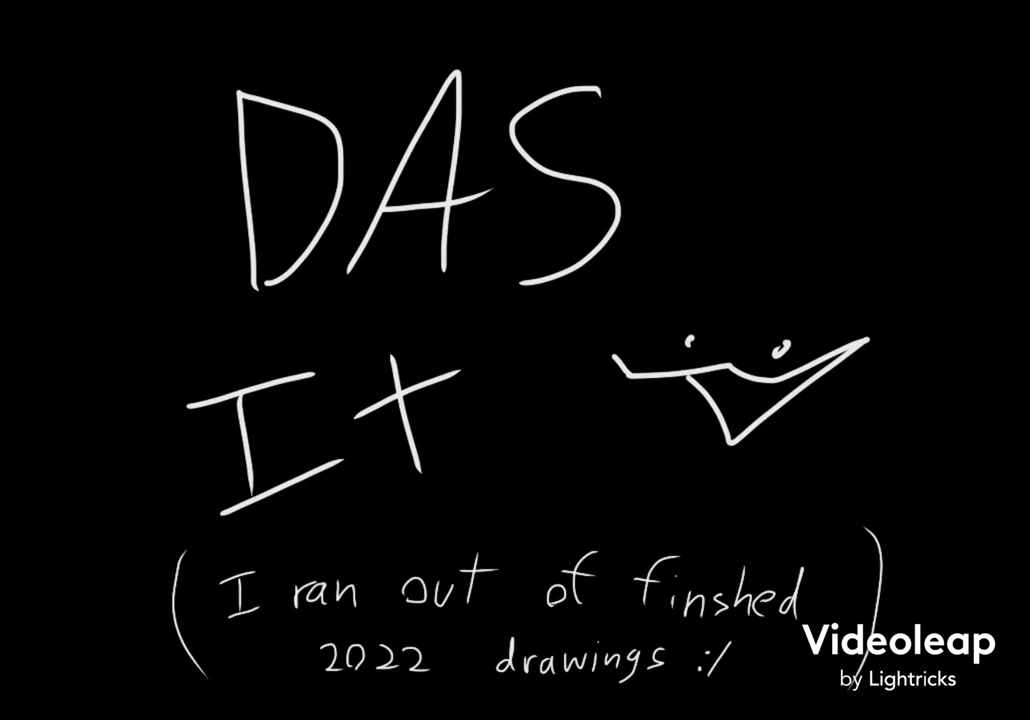 DAS
It
(I ran out of finshed
2022 drawings :/)
Videoleap
by Lightricks